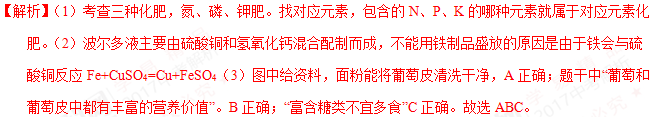 【解析】（1）考查三种化肥，氮、磷、钾肥。找对应元素，包含的 N、P、K 的哪种元素就属于对应元素化
肥。（2）波尔多液主要由硫酸铜和氢氧化钙混合配制而成，不能用铁制品盛放的原因是由于铁会与硫
酸铜反应 Fe+CuSO₄=Cu+FeSO₄（3）图中给资料，面粉能将葡萄皮清洗干净，A 正确；题干中“葡萄和
葡萄皮中都有丰富的营养价值”。B 正确；“富含糖类不宜多食”C 正确。故选 ABC。